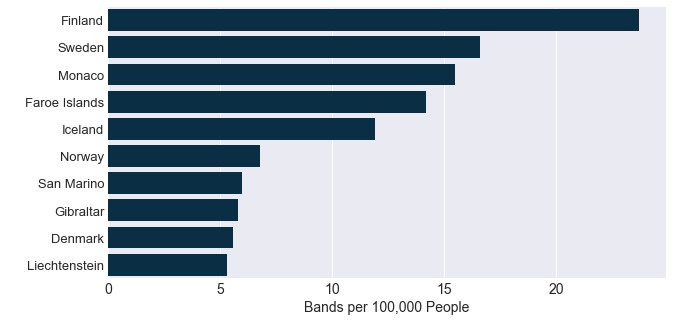 Finland
Sweden
Monaco
Faroe Islands
Iceland
Norway
San Marino
Gibraltar
Denmark
Liechtenstein
0 5 10 15 20
Bands per 100,000 People